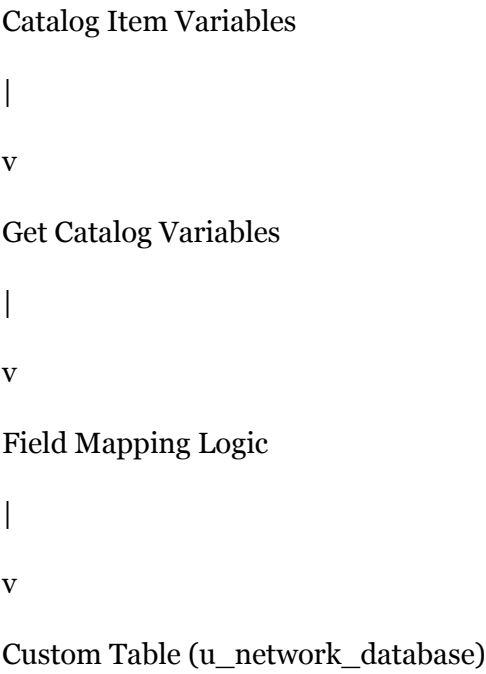 Catalog Item Variables
|
v
Get Catalog Variables
|
v
Field Mapping Logic
|
v
Custom Table (u_network_database)